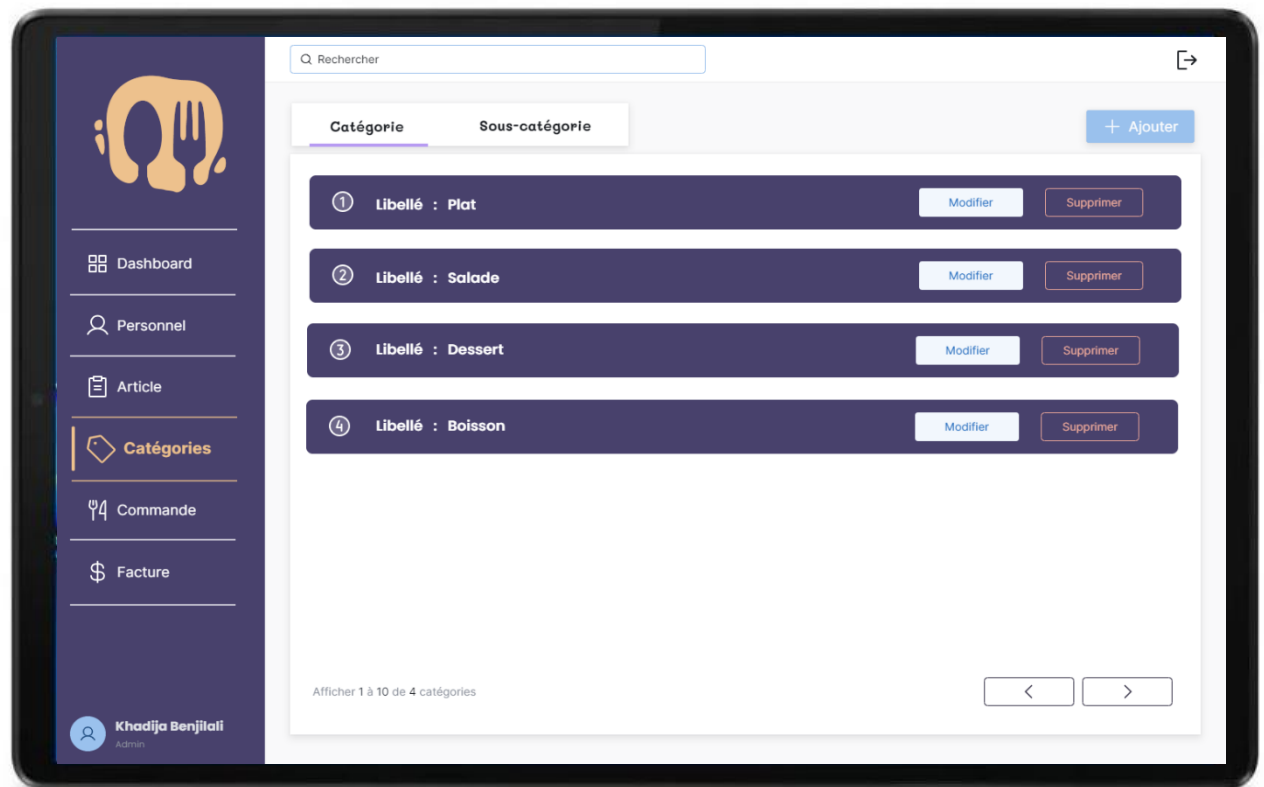 Rechercher
Catégorie Sous-catégorie
+ Ajouter
1 Libellé : Plat Modifier Supprimer
2 Libellé : Salade Modifier Supprimer
3 Libellé : Dessert Modifier Supprimer
4 Libellé : Boisson Modifier Supprimer
Dashboard
Personnel
Article
Catégories
Commande
Facture
Afficher 1 à 10 de 4 catégories
Khadija Benjilali
Admin